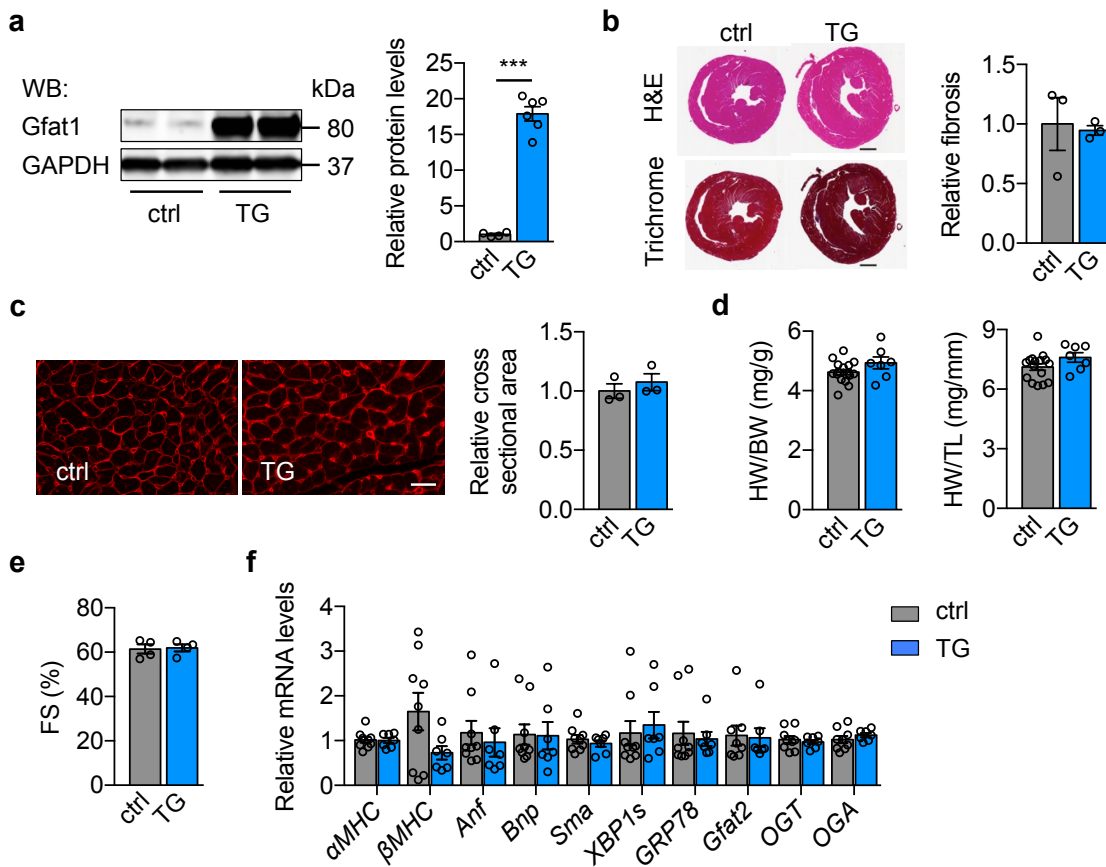 a
WB:
kDa
Gfat1
80
GAPDH
37
ctrl
TG
Relative protein levels
25
20
15
10
5
0
***
ctrl
TG
b
ctrl
TG
H&E
Trichrome
Relative fibrosis
1.5
1.0
0.5
0.0
ctrl
TG
c
ctrl
TG
Relative cross
sectional area
1.5
1.0
0.5
0.0
ctrl
TG
d
HW/BW (mg/g)
6
4
2
0
ctrl
TG
HW/TL (mg/mm)
9
6
3
0
ctrl
TG
e
FS (%)
80
60
40
20
0
ctrl
TG
f
Relative mRNA levels
4
3
2
1
0
αMHC
βMHC
Anf
Bnp
Sma
XBP1s
GRP78
Gfat2
OGT
OGA
ctrl
TG